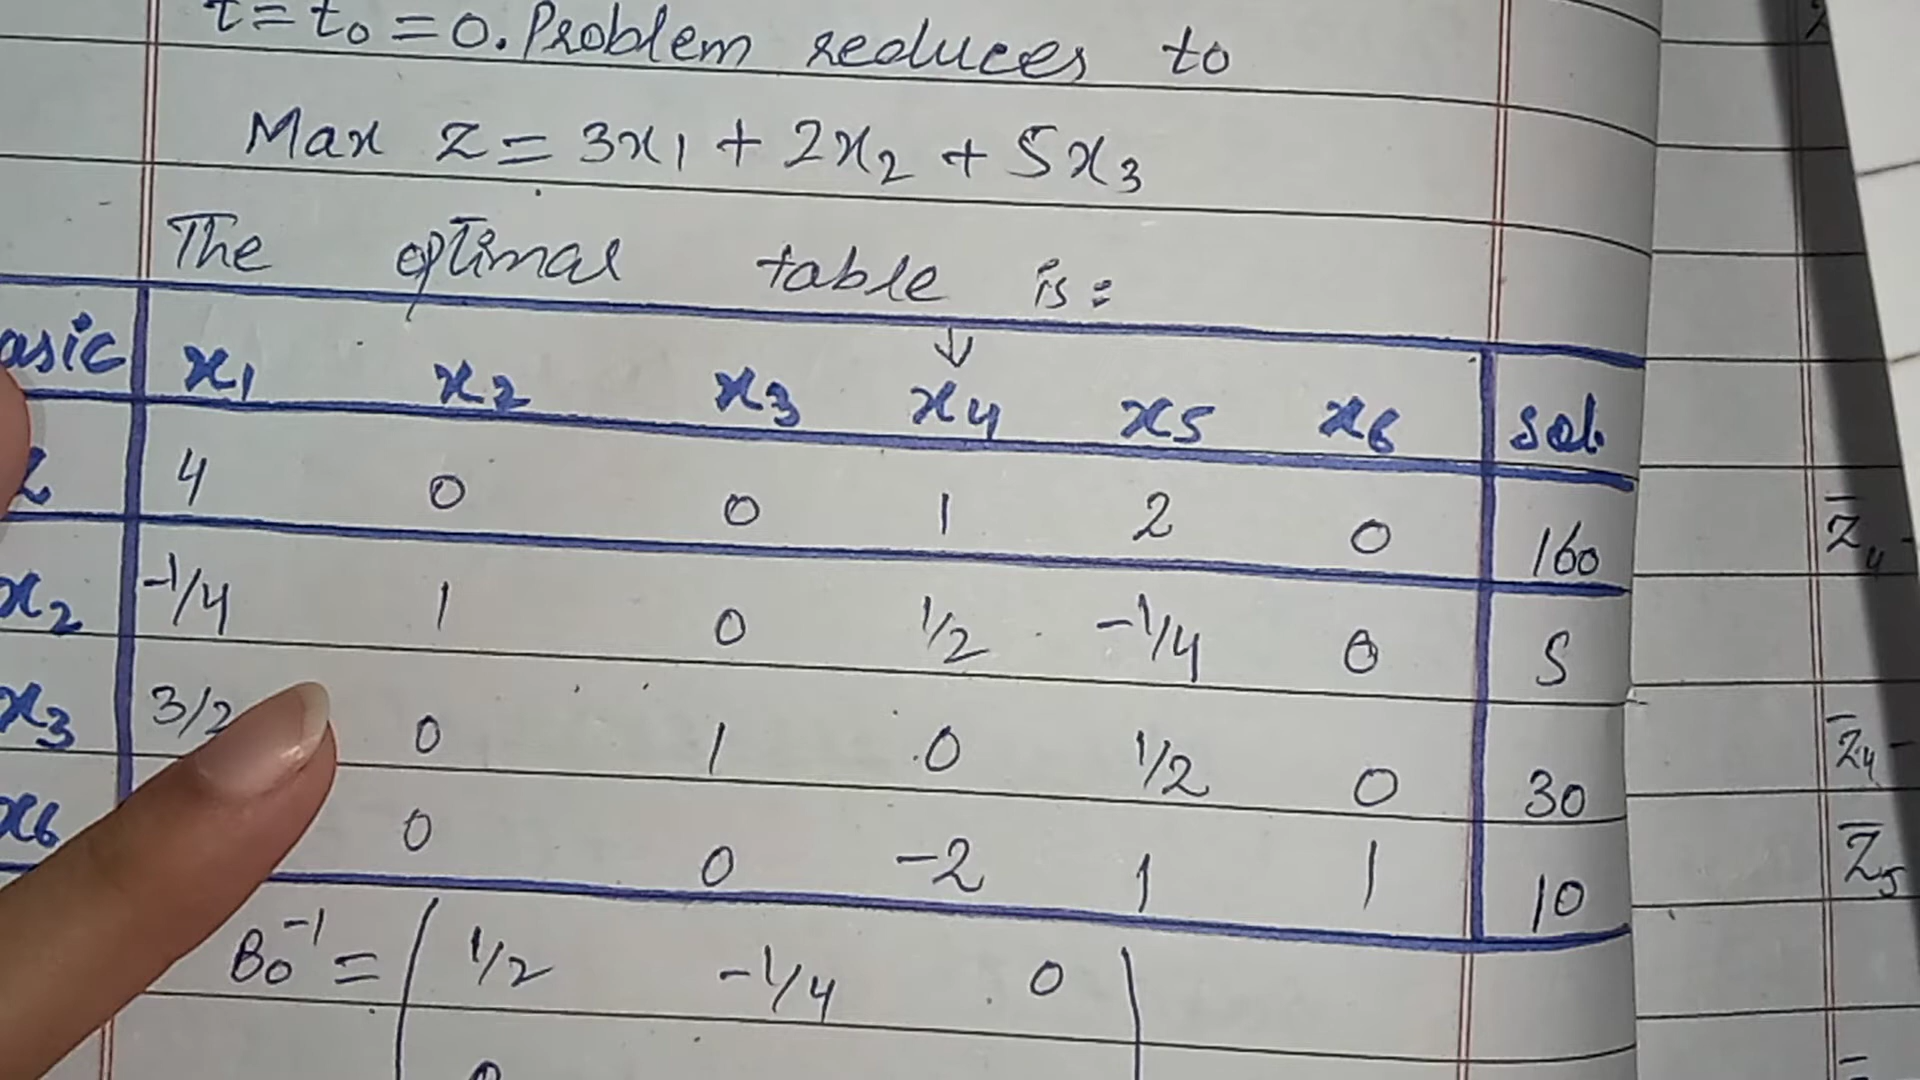 t = t0 = 0. Problem reduces to
Max Z = 3x1 + 2x2 + 5x3
The optimal table is:
↓
asic x1 x2 x3 x4 x5 x6 sol.
Z 4 0 0 1 2 0 160
x2 -1/4 1 0 1/2 -1/4 0 5
x3 3/2 0 1 0 1/2 0 30
x6 0 0 -2 1 1 10
B0^-1 = ( 1/2 -1/4 0 )
Z̄4 -
Z̄4 -
Z̄5